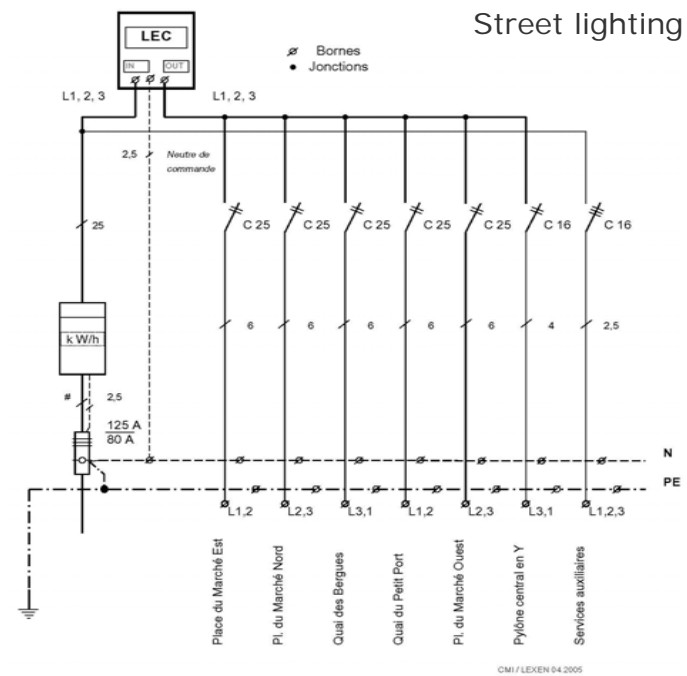 Street lighting
LEC
IN
OUT
Bornes
Jonctions
L1, 2, 3
L1, 2, 3
2,5
Neutre de
commande
25
C 25
C 25
C 25
C 25
C 25
C 16
C 16
6
6
6
6
6
4
2,5
k W/h
#
2,5
125 A
80 A
N
PE
L1,2
L2,3
L3,1
L1,2
L2,3
L3,1
L1,2,3
Place du Marché Est
Pl. du Marché Nord
Quai des Bergues
Quai du Petit Port
Pl. du Marché Ouest
Pylône central en Y
Services auxiliaires
CMI / LEXEN 04.2005